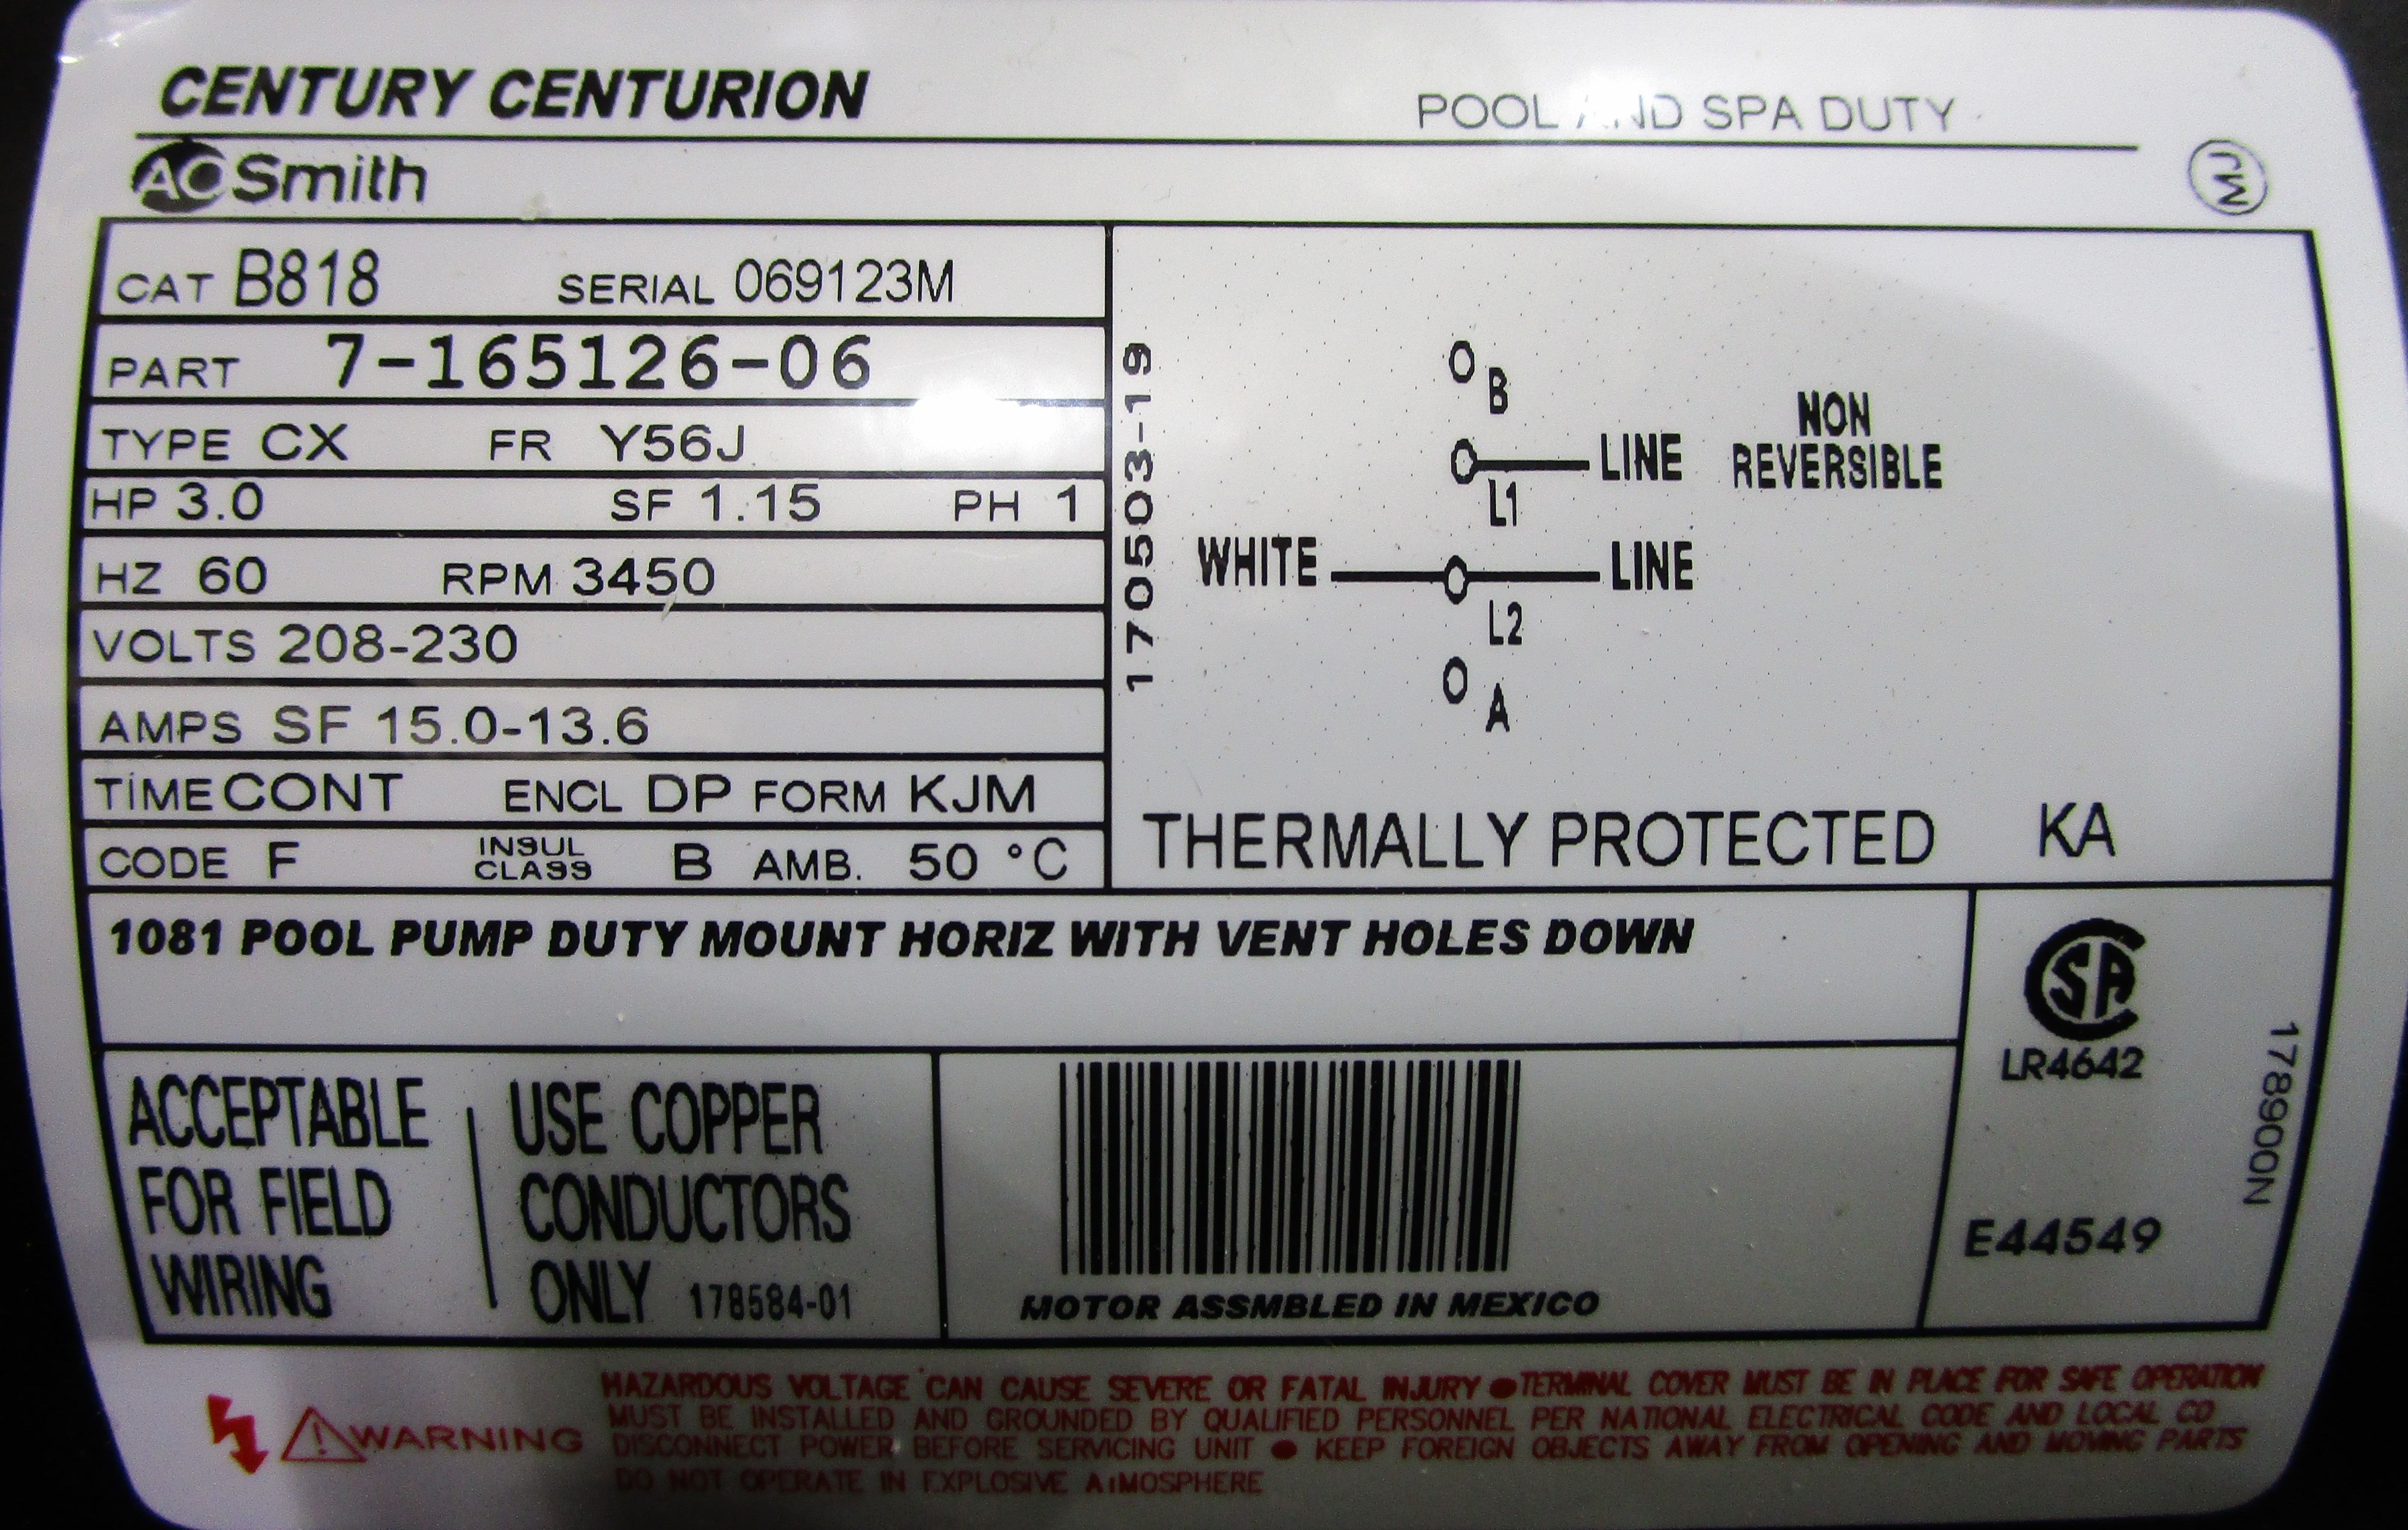 CENTURY CENTURION
POOL AND SPA DUTY
AO Smith
MJ
CAT B818 SERIAL 069123M
PART 7-165126-06
TYPE CX FR Y56J
HP 3.0 SF 1.15 PH 1
HZ 60 RPM 3450
VOLTS 208-230
AMPS SF 15.0-13.6
TIME CONT ENCL DP FORM KJM
CODE F INSUL CLASS B AMB. 50 °C
170503-19
B
LINE
L1
NON
REVERSIBLE
WHITE LINE
L2
A
THERMALLY PROTECTED KA
1081 POOL PUMP DUTY MOUNT HORIZ WITH VENT HOLES DOWN
ACCEPTABLE
FOR FIELD
WIRING
USE COPPER
CONDUCTORS
ONLY 178584-01
MOTOR ASSMBLED IN MEXICO
SA
LR4642
E44549
178900N
WARNING
HAZARDOUS VOLTAGE CAN CAUSE SEVERE OR FATAL INJURY ● TERMINAL COVER MUST BE IN PLACE FOR SAFE OPERATION
MUST BE INSTALLED AND GROUNDED BY QUALIFIED PERSONNEL PER NATIONAL ELECTRICAL CODE AND LOCAL CO
DISCONNECT POWER BEFORE SERVICING UNIT ● KEEP FOREIGN OBJECTS AWAY FROM OPENING AND MOVING PARTS
DO NOT OPERATE IN EXPLOSIVE ATMOSPHERE